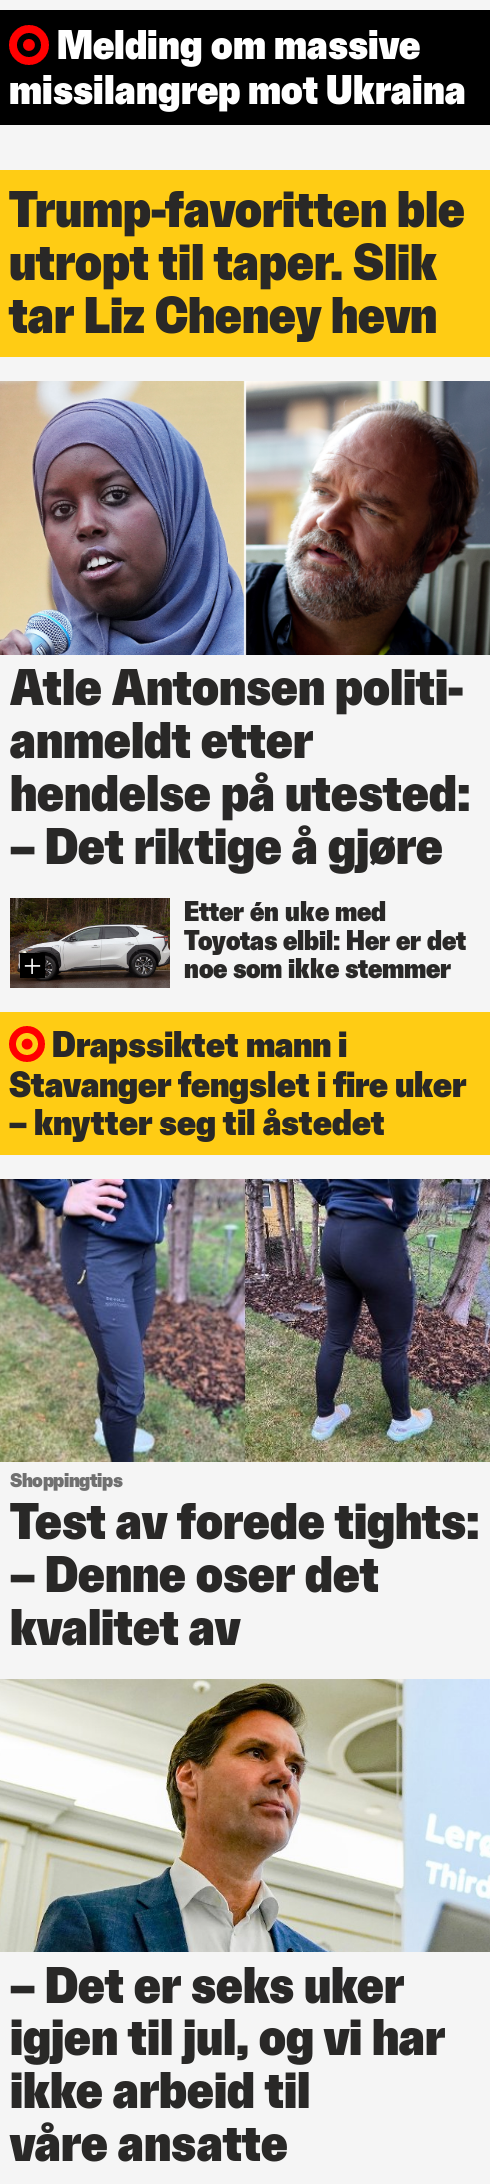 Melding om massive
missilangrep mot Ukraina
Trump-favoritten ble
utropt til taper. Slik
tar Liz Cheney hevn
Atle Antonsen politi-
anmeldt etter
hendelse på utested:
– Det riktige å gjøre
Etter én uke med
Toyotas elbil: Her er det
noe som ikke stemmer
Drapssiktet mann i
Stavanger fengslet i fire uker
– knytter seg til åstedet
Shoppingtips
Test av forede tights:
– Denne oser det
kvalitet av
Ler
Third
– Det er seks uker
igjen til jul, og vi har
ikke arbeid til
våre ansatte